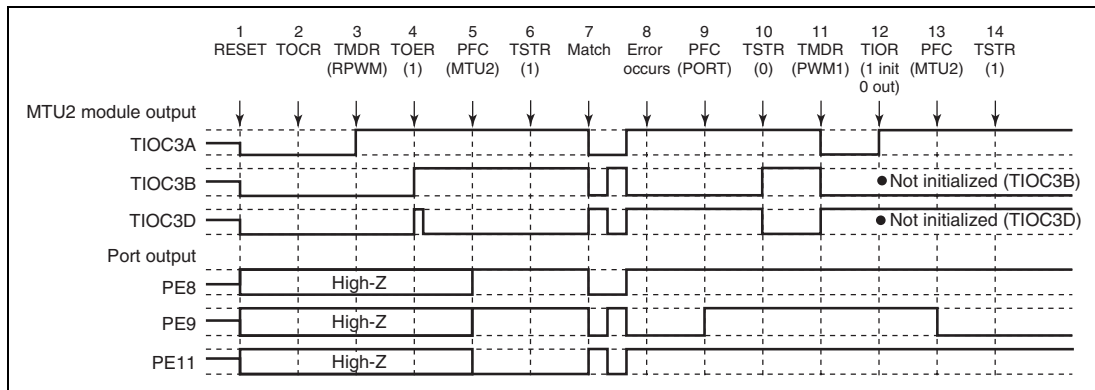 1 2 3 4 5 6 7 8 9 10 11 12 13 14
RESET TOCR TMDR TOER PFC TSTR Match Error PFC TSTR TMDR TIOR PFC TSTR
(RPWM) (1) (MTU2) (1) occurs (PORT) (0) (PWM1) (1 init (MTU2) (1)
0 out)
MTU2 module output
TIOC3A
TIOC3B
Not initialized (TIOC3B)
TIOC3D
Not initialized (TIOC3D)
Port output
PE8 High-Z
PE9 High-Z
PE11 High-Z